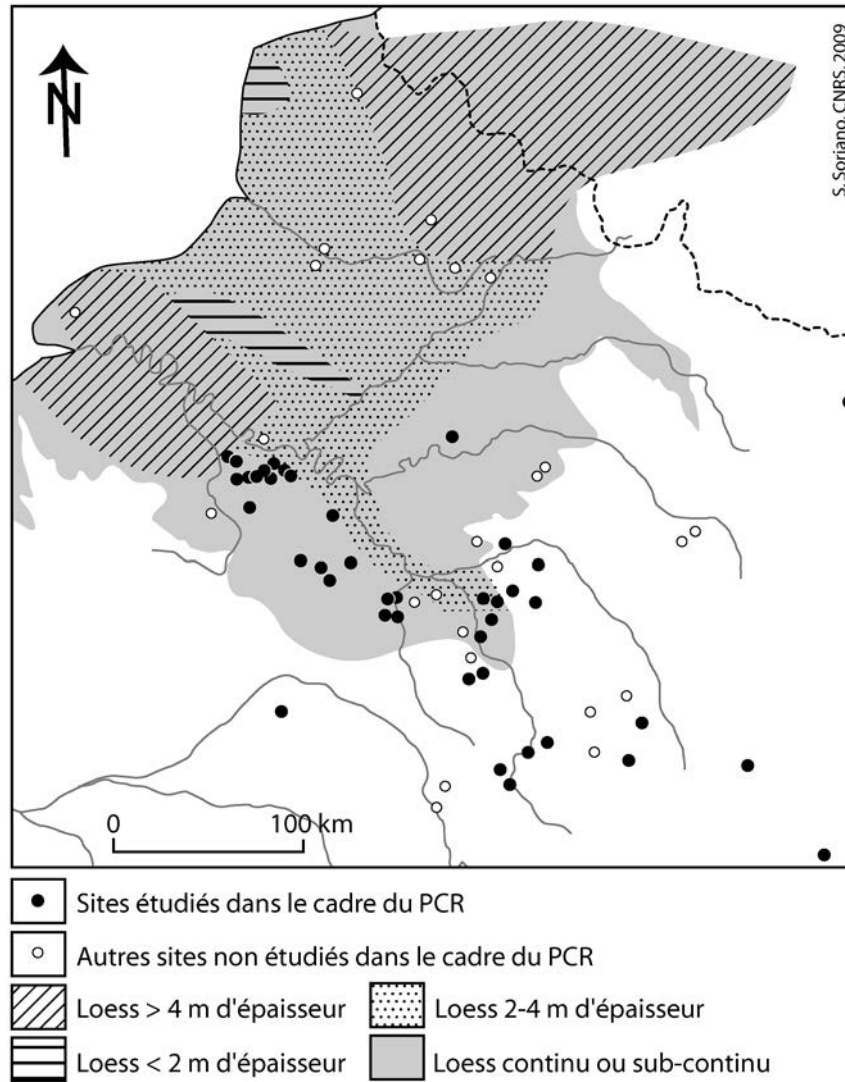 N
S.Soriano, CNRS, 2009
0 100 km
Sites étudiés dans le cadre du PCR
Autres sites non étudiés dans le cadre du PCR
Loess > 4 m d'épaisseur
Loess 2-4 m d'épaisseur
Loess < 2 m d'épaisseur
Loess continu ou sub-continu